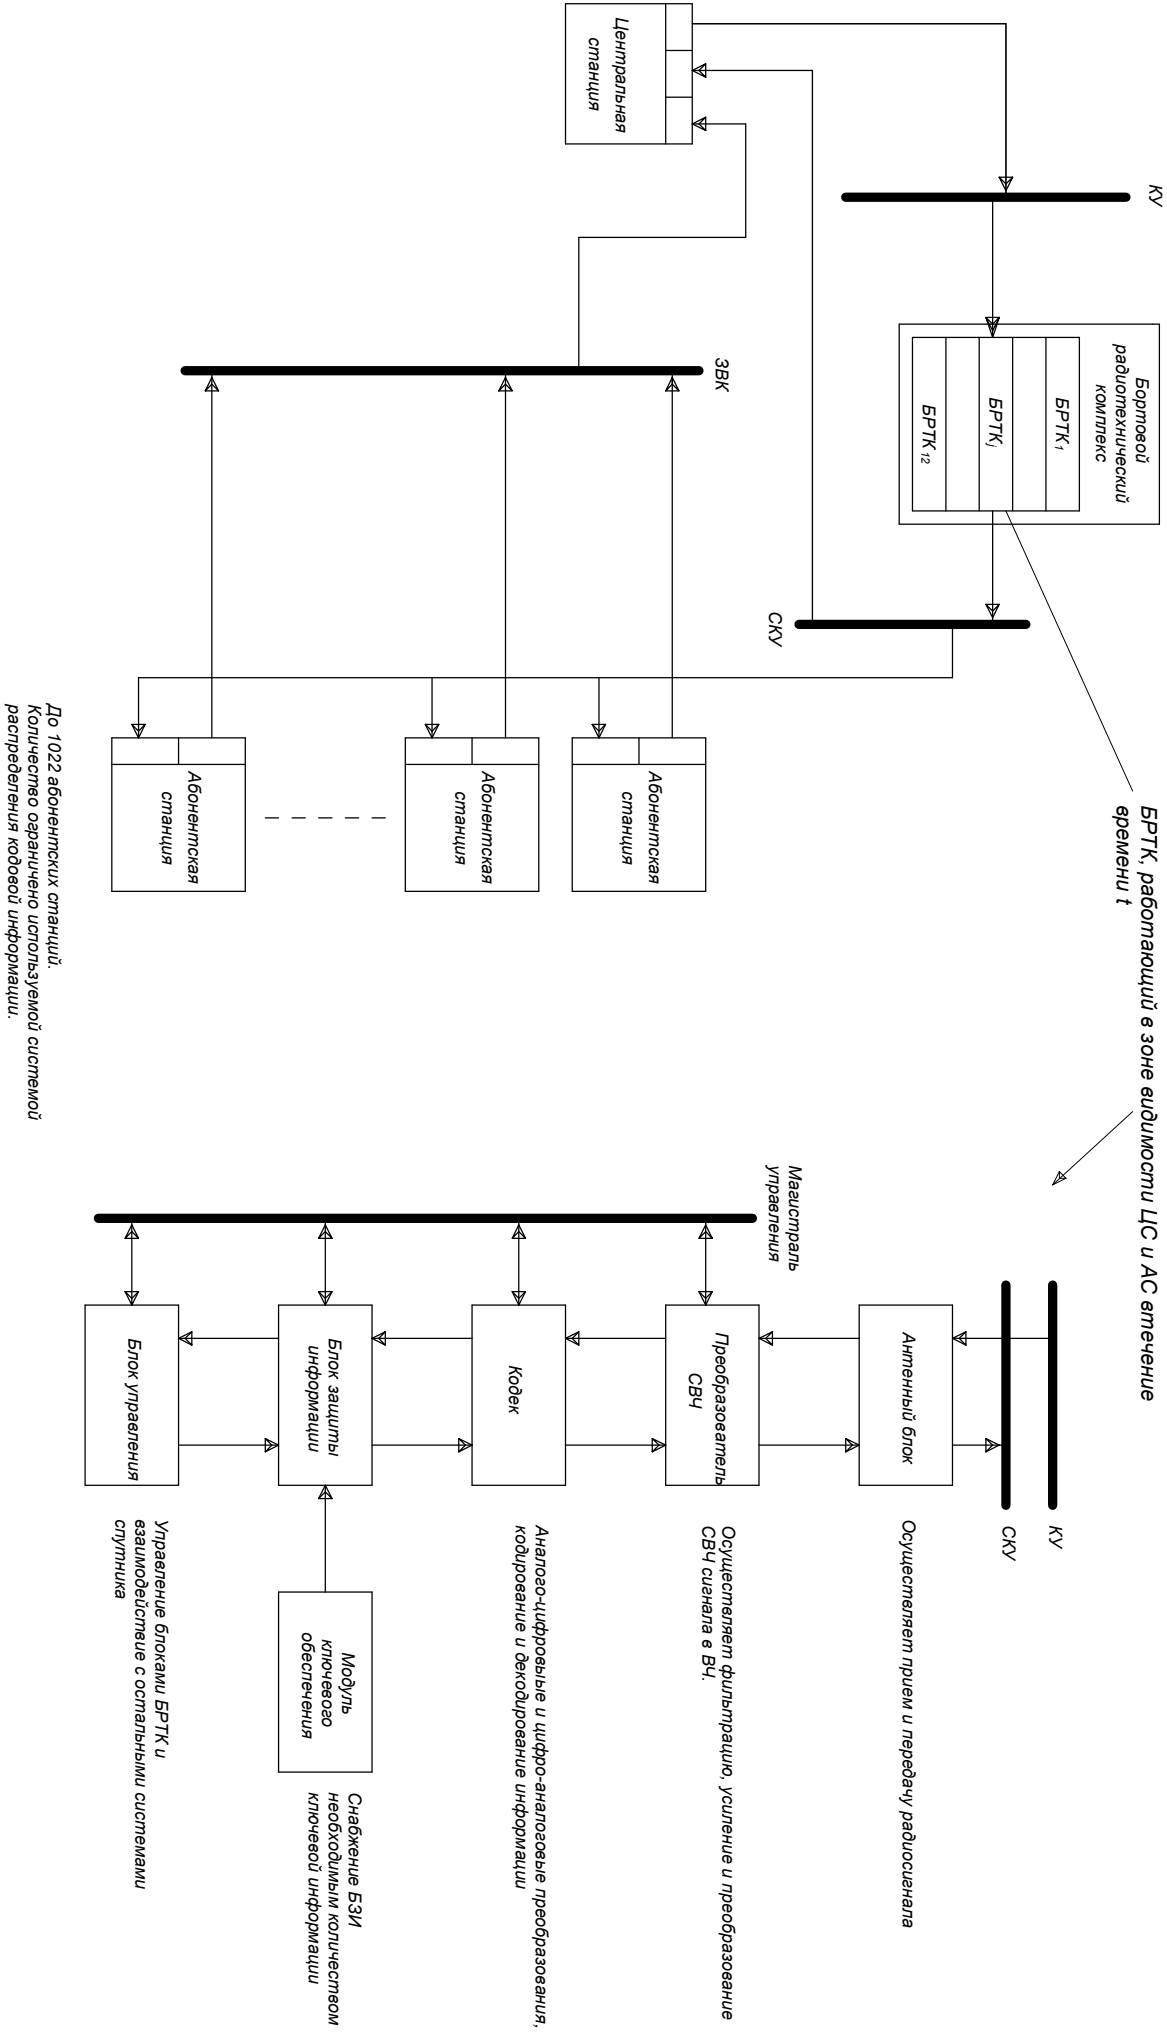 КУ
Центральная
станция
Бортовой
радиотехнический
комплекс
БРТК1
БРТКj
БРТК12
ЗВК
СКУ
Абонентская
станция
Абонентская
станция
Абонентская
станция
До 1022 абонентских станций.
Количество ограничено используемой системой
распределения кодовой информации.
БРТК, работающий в зоне видимости ЦС и АС втечение
времени t
КУ
СКУ
Магистраль
управления
Антенный блок
Осуществляет прием и передачу радиосигнала
Преобразователь
СВЧ
Осуществляет фильтрацию, усиление и преобразование
СВЧ сигнала в ВЧ.
Кодек
Аналого-цифровыые и цифро-аналоговые преобразования,
кодирование и декодирование информации
Блок защиты
информации
Модуль
ключевого
обеспечения
Снабжение БЗИ
необходимым количеством
ключевой информации
Блок управления
Управление блоками БРТК и
взаимодействие с остальными системами
спутника